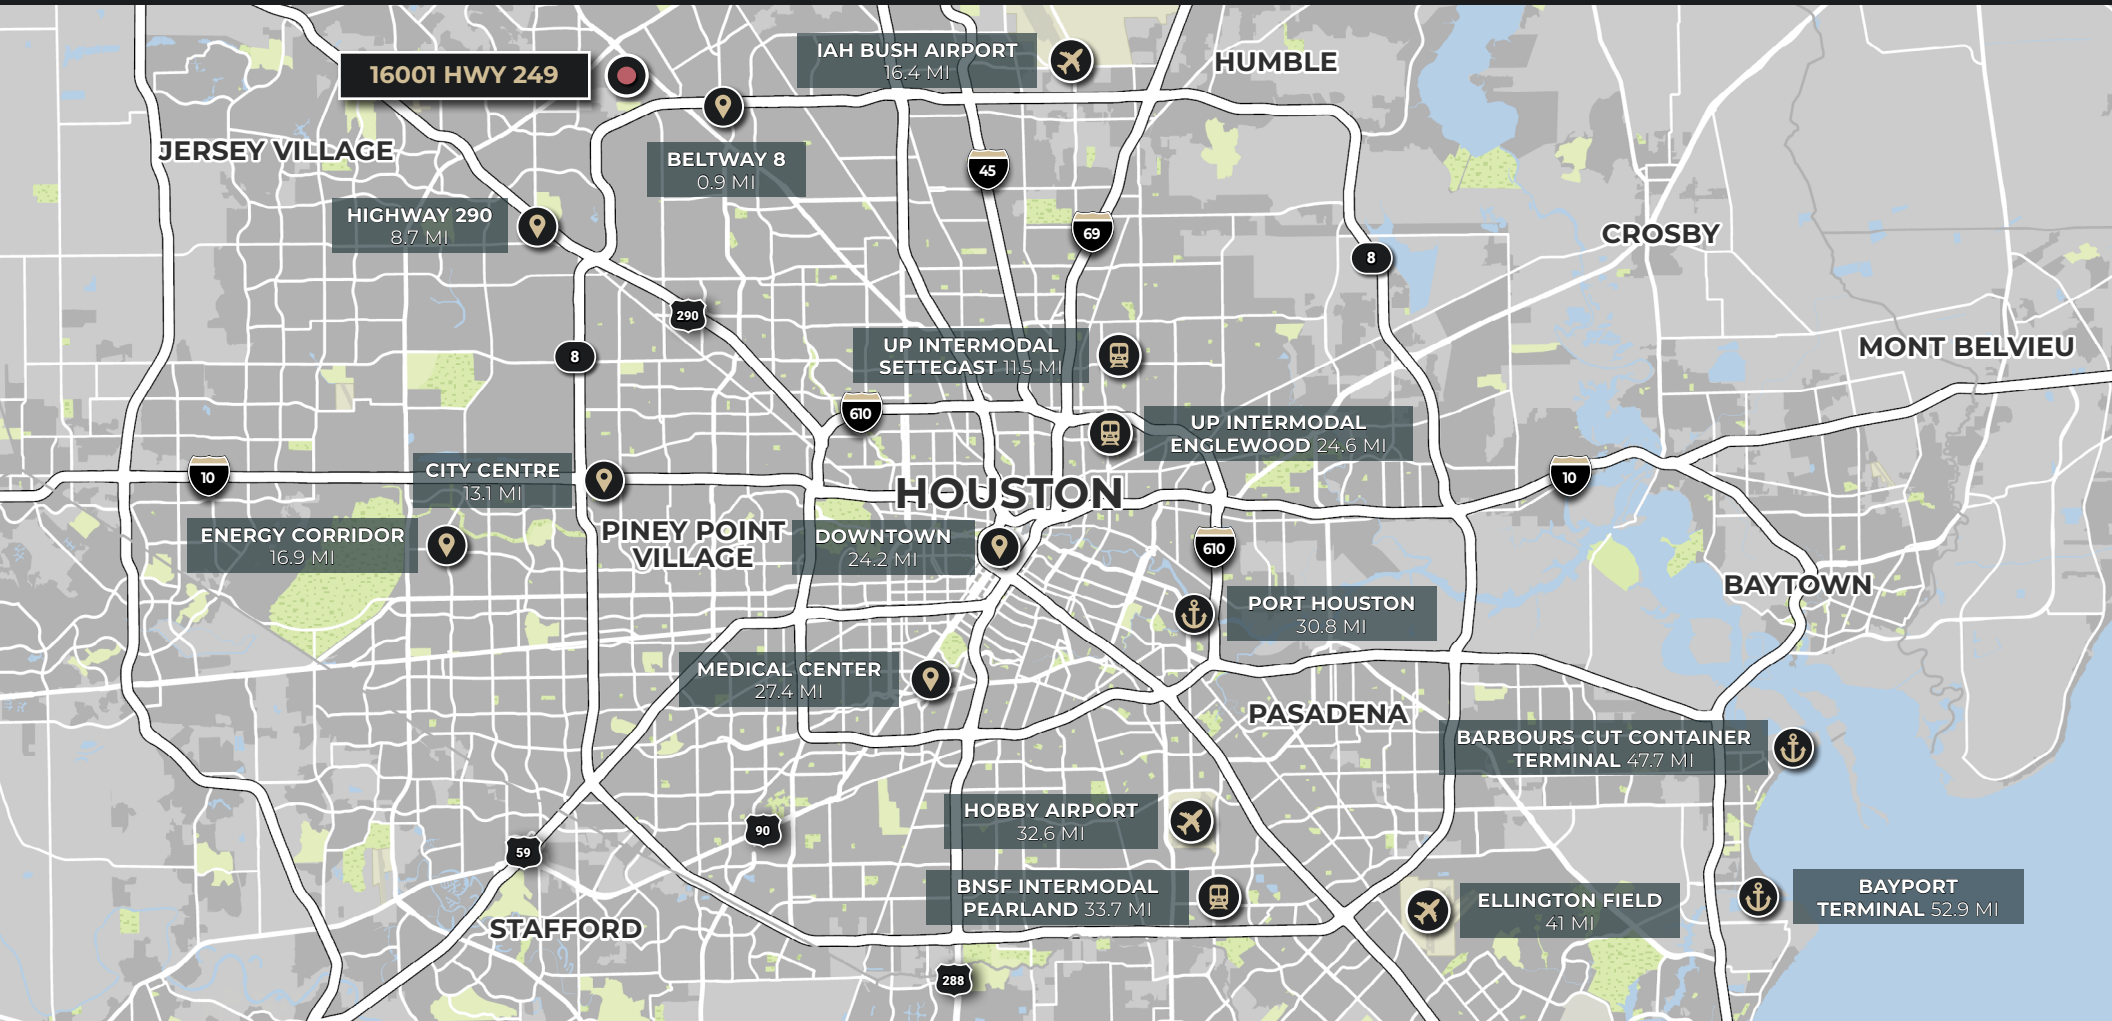 16001 HWY 249
IAH BUSH AIRPORT
16.4 MI
HUMBLE
JERSEY VILLAGE
BELTWAY 8
0.9 MI
45
HIGHWAY 290
8.7 MI
69
8
CROSBY
290
8
UP INTERMODAL
SETTEGAST 11.5 MI
MONT BELVIEU
610
UP INTERMODAL
ENGLEWOOD 24.6 MI
10
CITY CENTRE
13.1 MI
HOUSTON
10
ENERGY CORRIDOR
16.9 MI
PINEY POINT
VILLAGE
DOWNTOWN
24.2 MI
610
BAYTOWN
PORT HOUSTON
30.8 MI
MEDICAL CENTER
27.4 MI
PASADENA
BARBOURS CUT CONTAINER
TERMINAL 47.7 MI
HOBBY AIRPORT
32.6 MI
90
59
BNSF INTERMODAL
PEARLAND 33.7 MI
ELLINGTON FIELD
41 MI
BAYPORT
TERMINAL 52.9 MI
STAFFORD
288